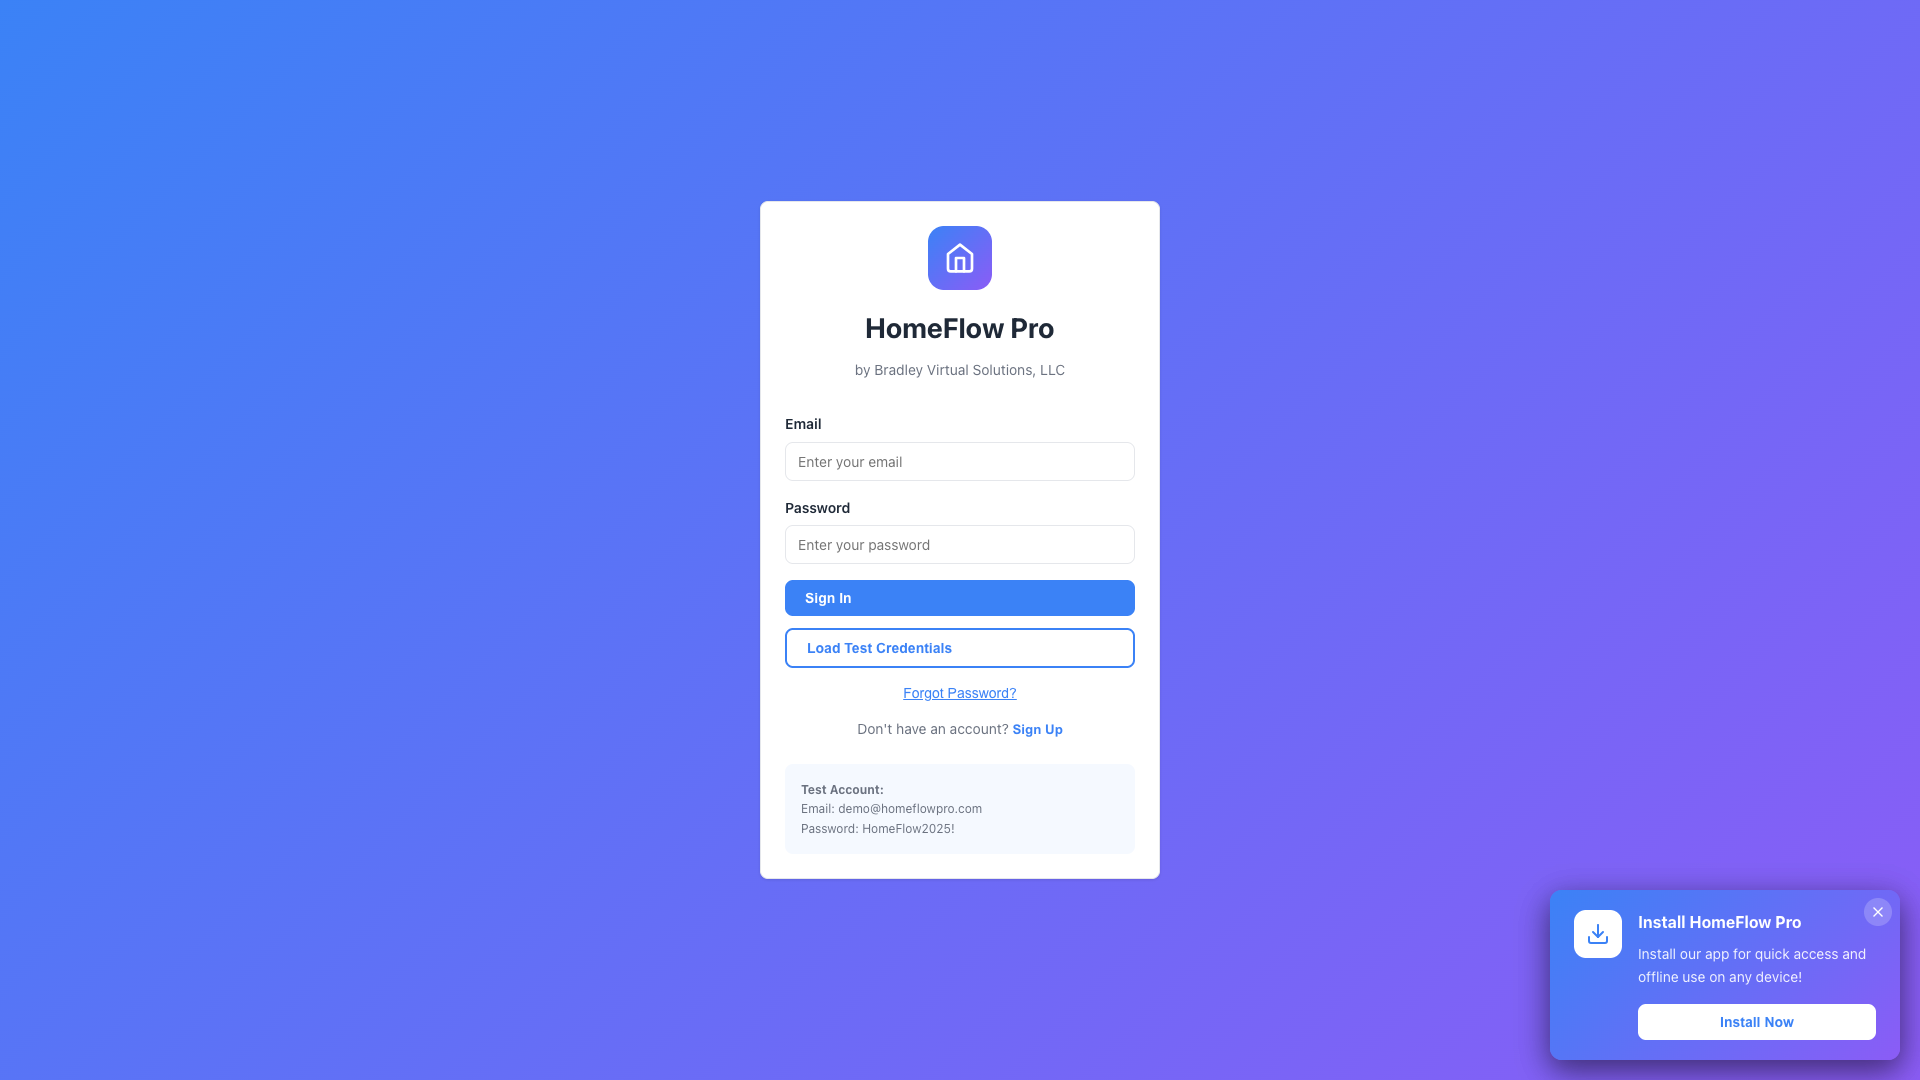 HomeFlow Pro
by Bradley Virtual Solutions, LLC
Email
Enter your email
Password
Enter your password
Sign In
Load Test Credentials
Forgot Password?
Don't have an account? Sign Up
Test Account:
Email: demo@homeflowpro.com
Password: HomeFlow2025!
Install HomeFlow Pro
Install our app for quick access and
offline use on any device!
Install Now